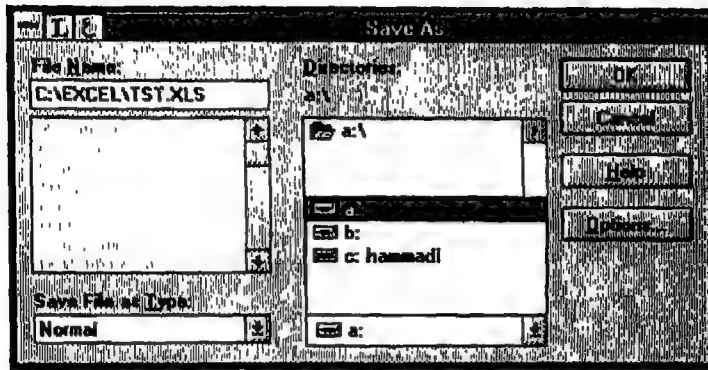 Save As
File Name:
C:\EXCEL\TST.XLS
Save File as Type:
Normal
Directories:
a:\
a:\
a:
b:
c: hammadi
a:
OK
Cancel
Help
Options...